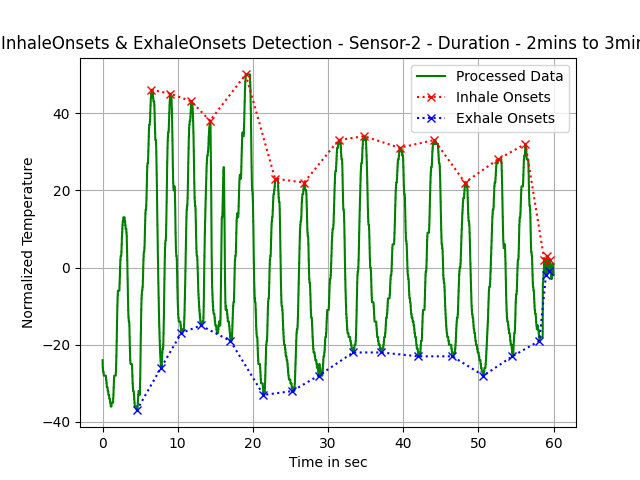 InhaleOnsets & ExhaleOnsets Detection - Sensor-2 - Duration - 2mins to 3min
Processed Data
Inhale Onsets
Exhale Onsets
Normalized Temperature
40
20
0
−20
−40
0 10 20 30 40 50 60
Time in sec